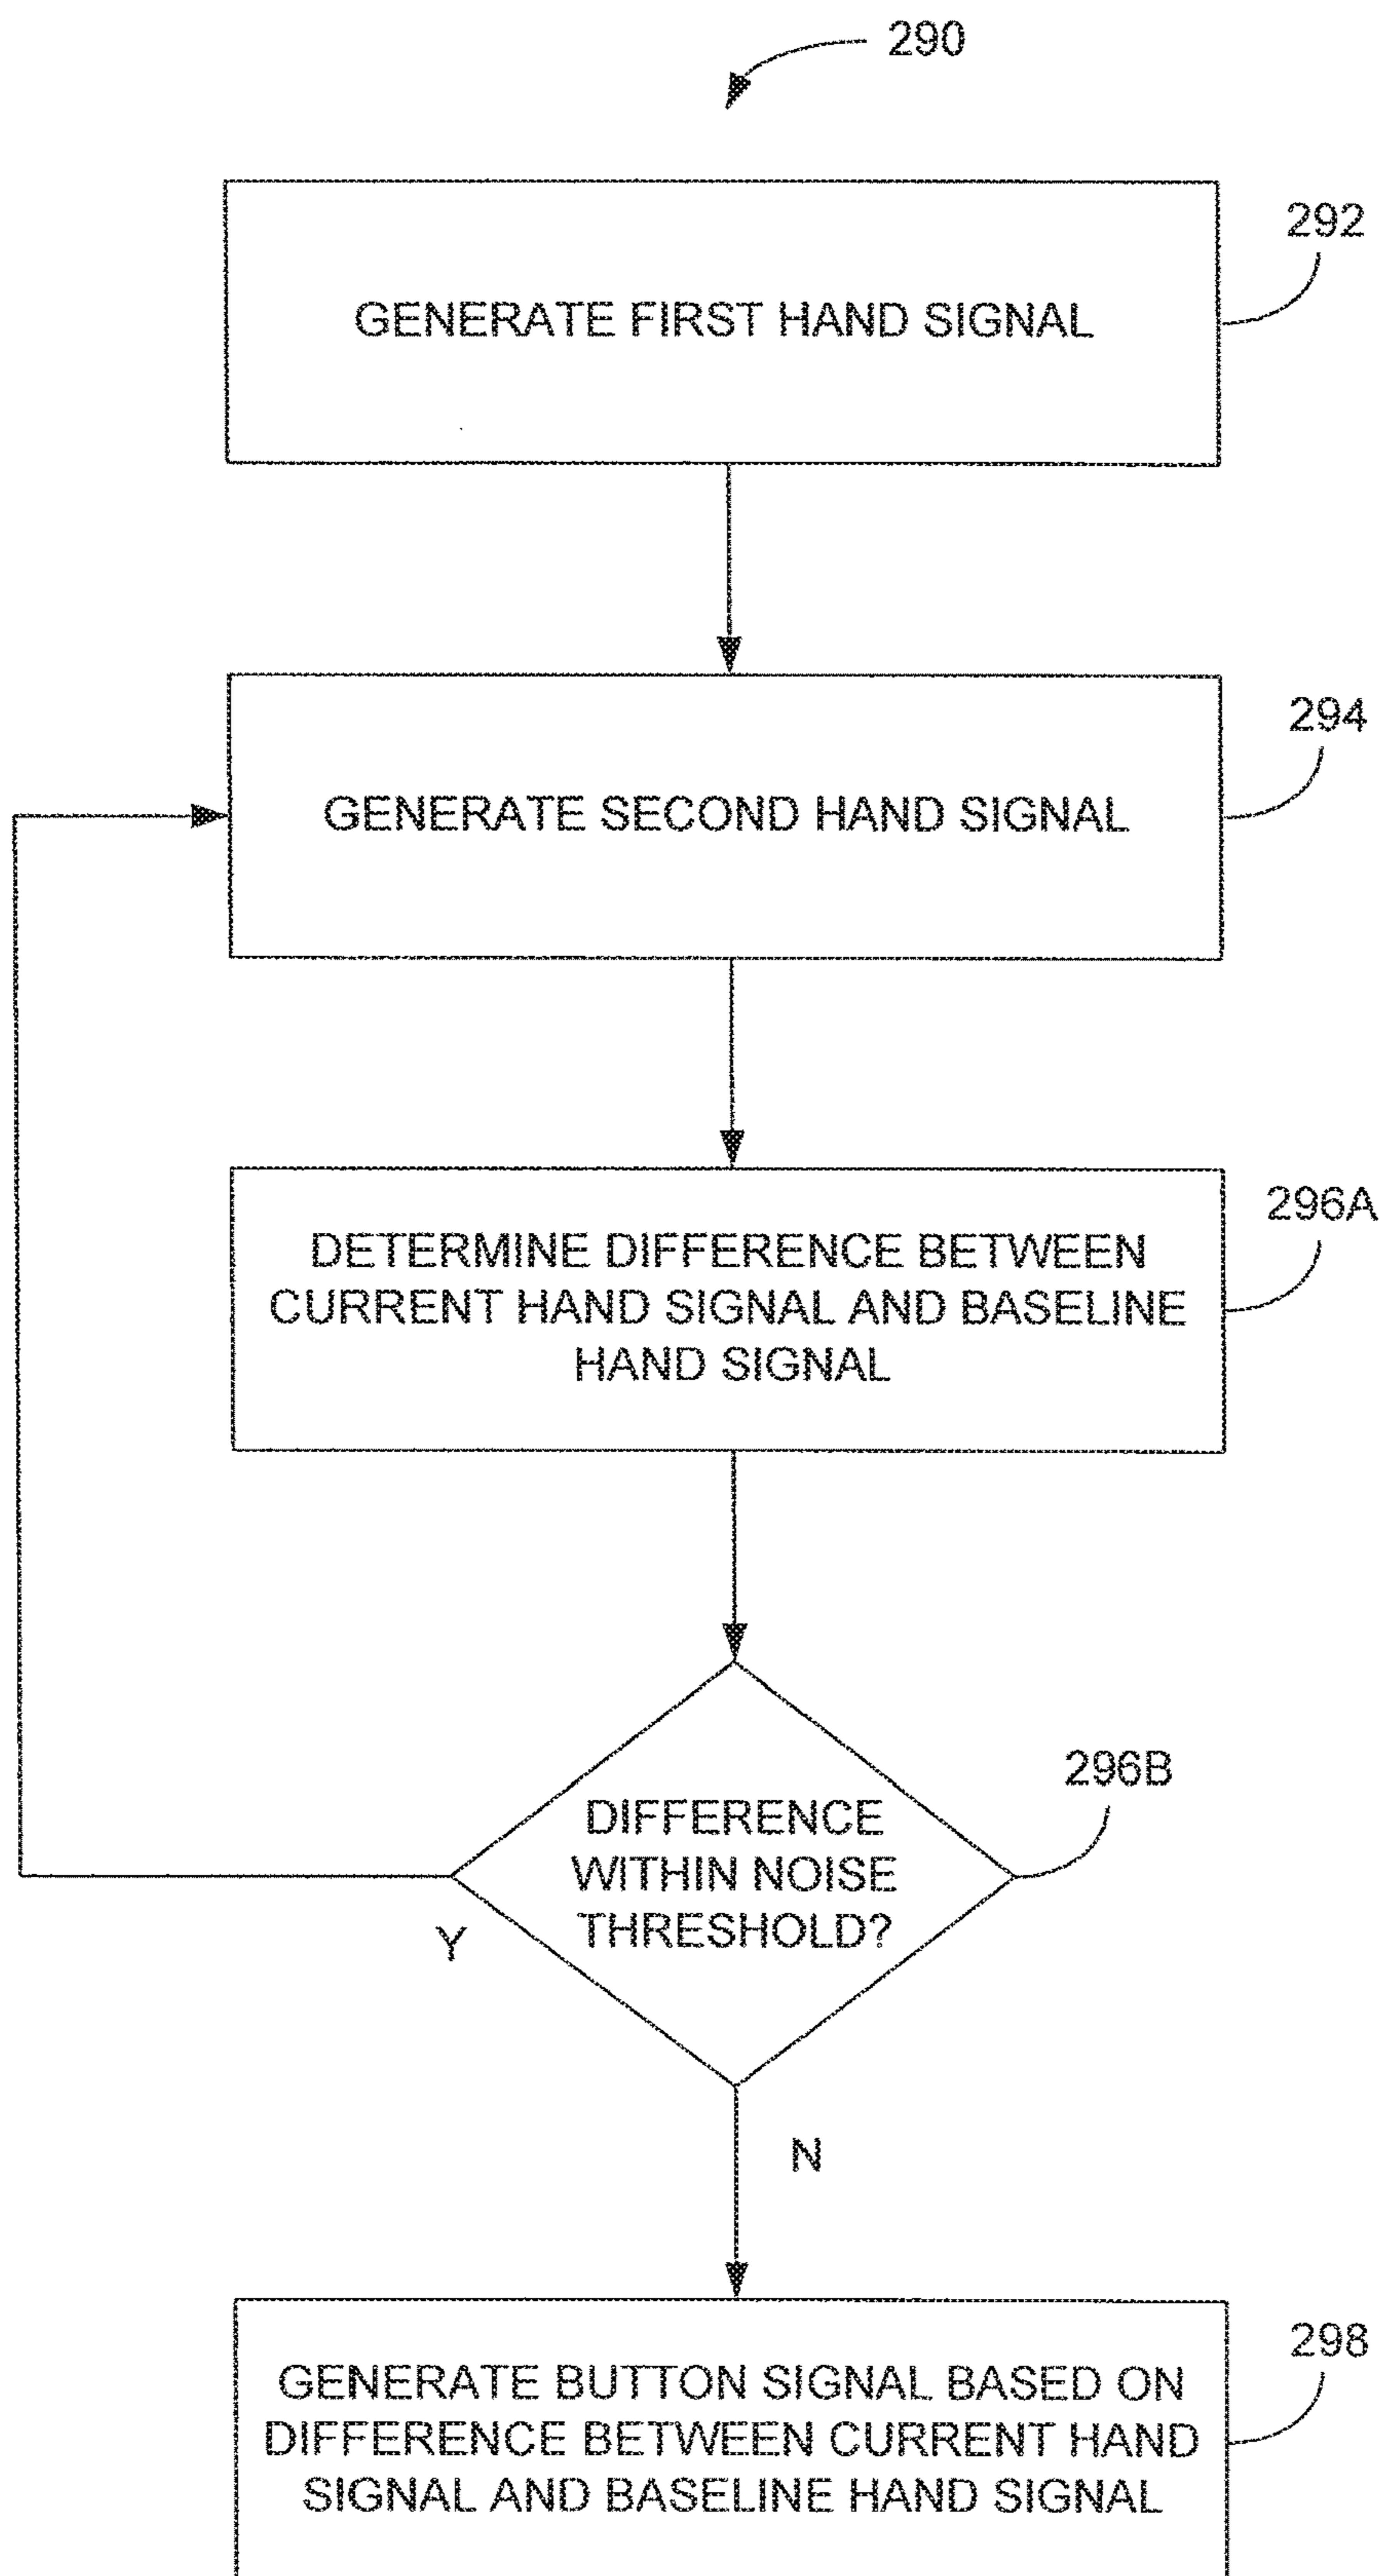 290
292
GENERATE FIRST HAND SIGNAL
294
GENERATE SECOND HAND SIGNAL
296A
DETERMINE DIFFERENCE BETWEEN
CURRENT HAND SIGNAL AND BASELINE
HAND SIGNAL
296B
DIFFERENCE
WITHIN NOISE
THRESHOLD?
Y
N
298
GENERATE BUTTON SIGNAL BASED ON
DIFFERENCE BETWEEN CURRENT HAND
SIGNAL AND BASELINE HAND SIGNAL